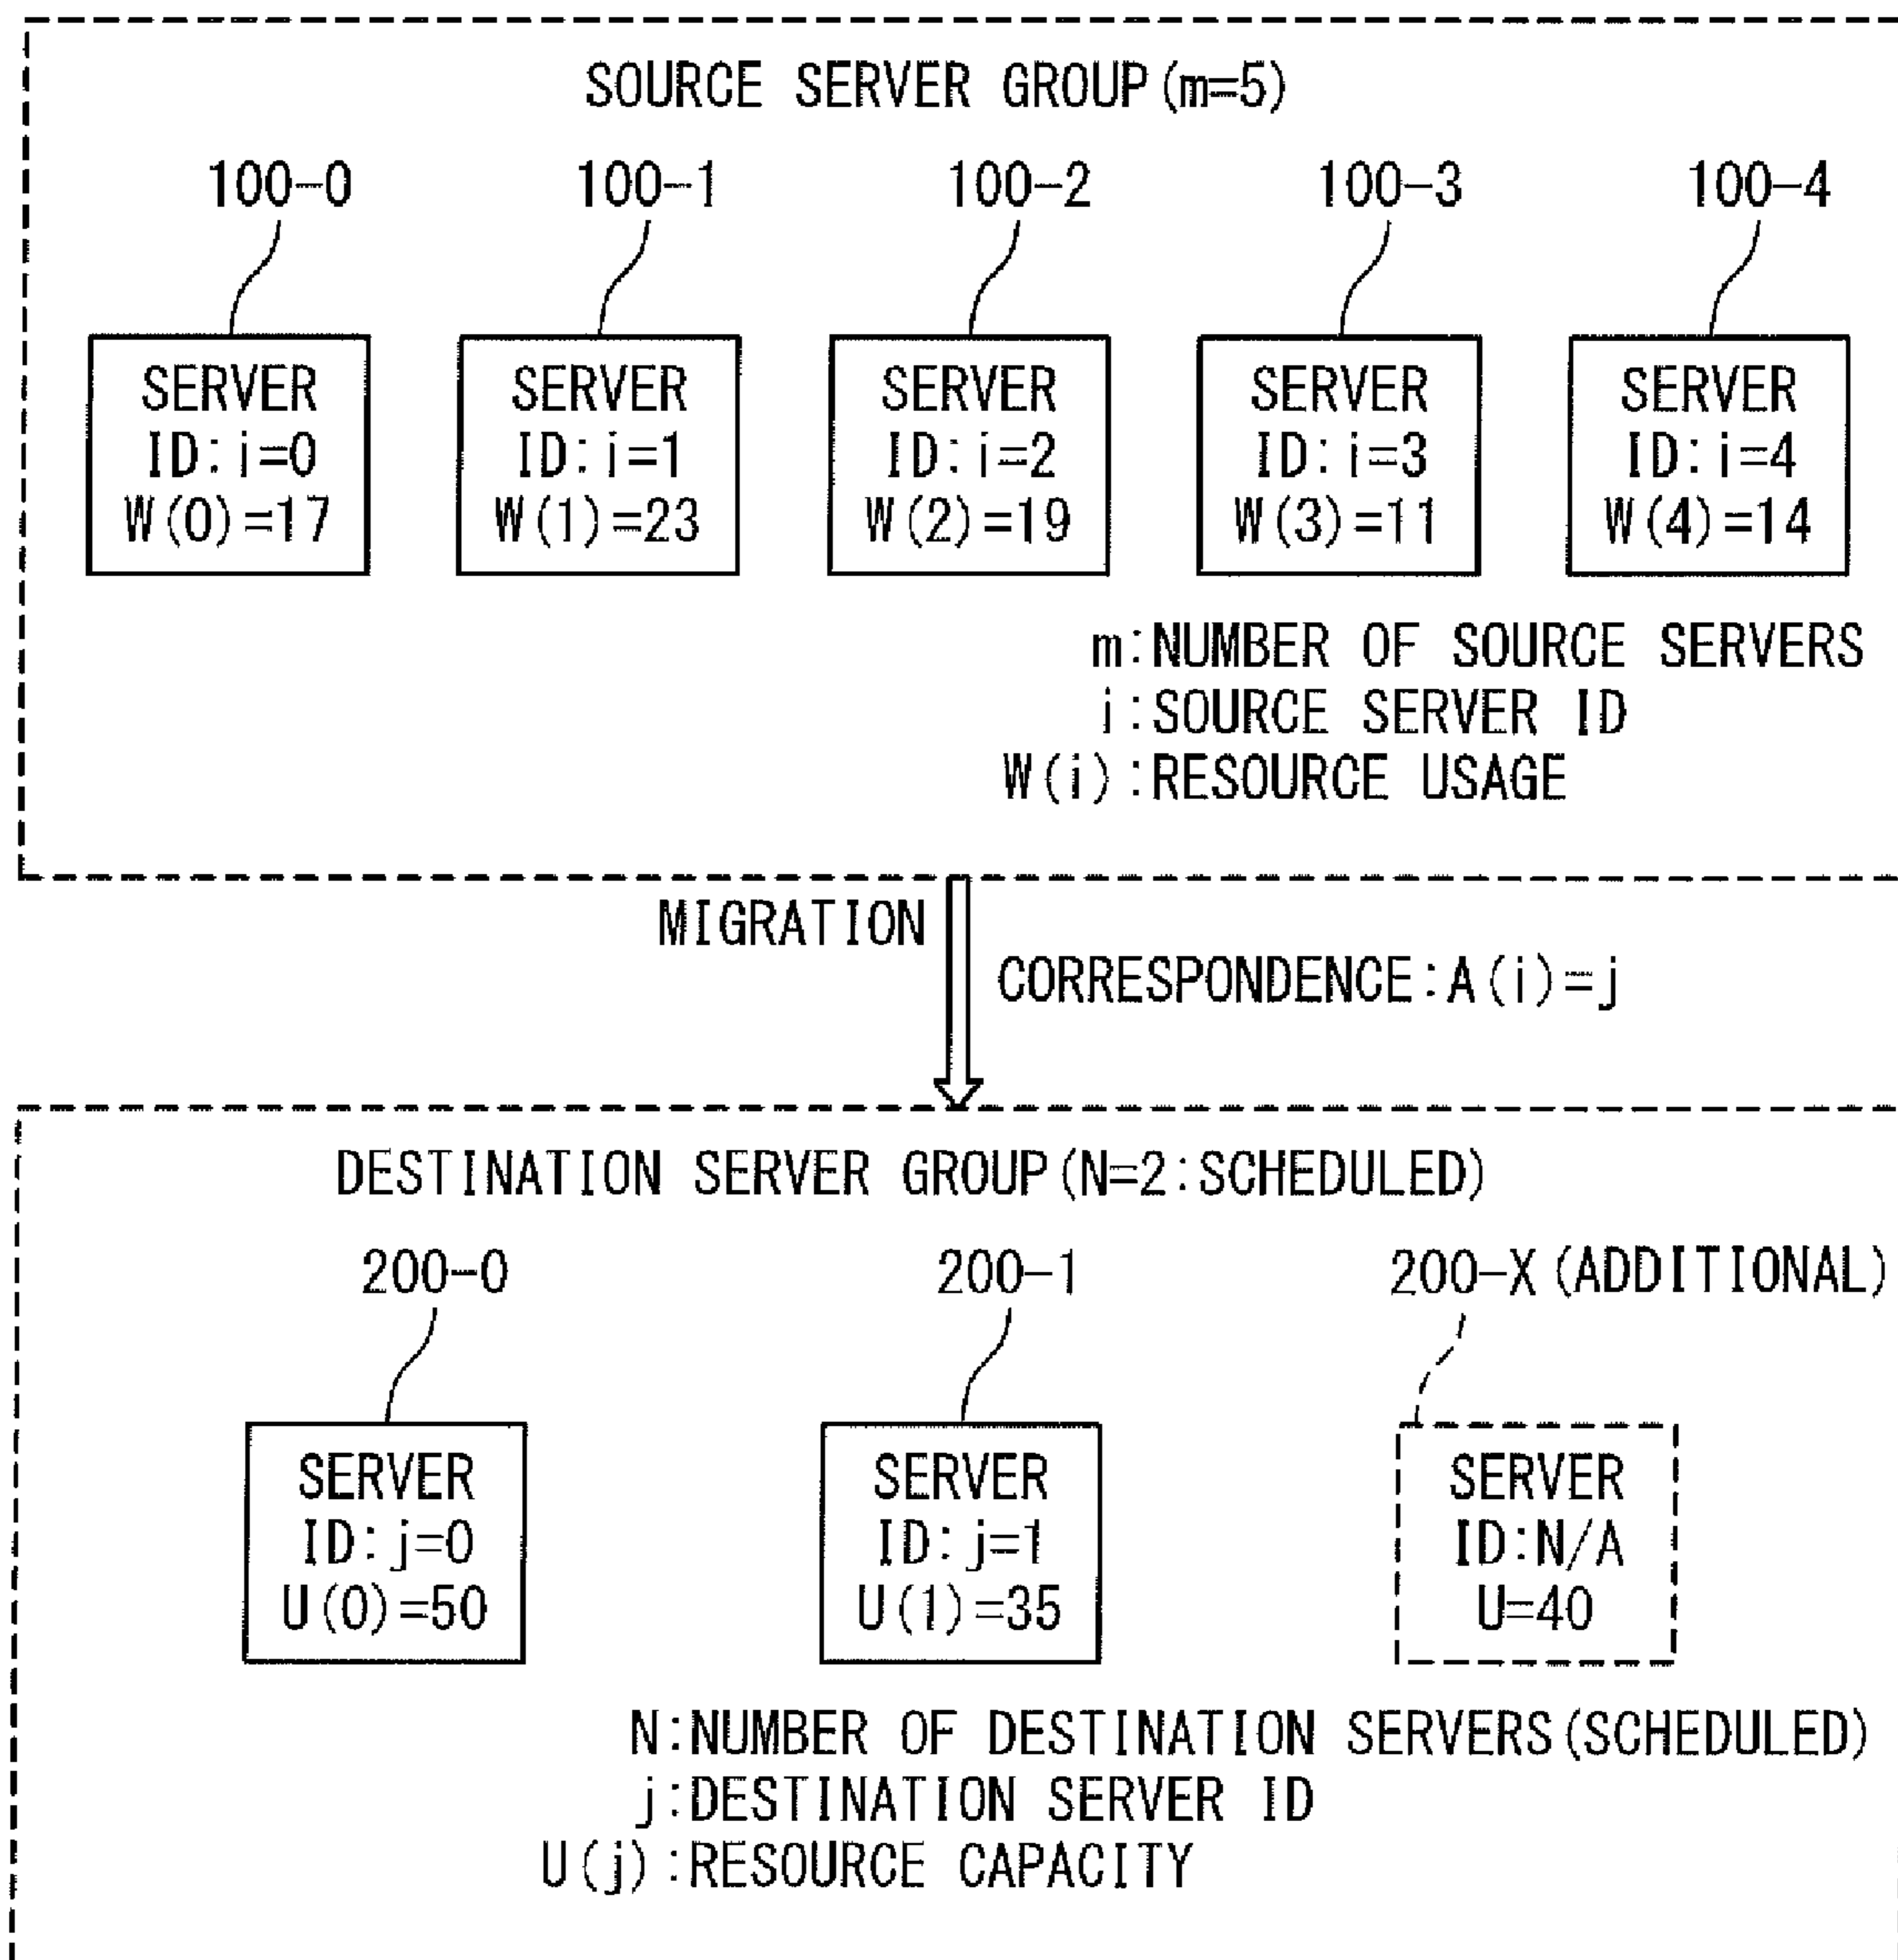 SOURCE SERVER GROUP(m=5)
100-0 100-1 100-2 100-3 100-4
SERVER SERVER SERVER SERVER SERVER
ID:i=0 ID:i=1 ID:i=2 ID:i=3 ID:i=4
W(0)=17 W(1)=23 W(2)=19 W(3)=11 W(4)=14
m:NUMBER OF SOURCE SERVERS
i:SOURCE SERVER ID
W(i):RESOURCE USAGE
MIGRATION
CORRESPONDENCE:A(i)=j
DESTINATION SERVER GROUP(N=2:SCHEDULED)
200-0 200-1 200-X(ADDITIONAL)
SERVER SERVER SERVER
ID:j=0 ID:j=1 ID:N/A
U(0)=50 U(1)=35 U=40
N:NUMBER OF DESTINATION SERVERS(SCHEDULED)
j:DESTINATION SERVER ID
U(j):RESOURCE CAPACITY